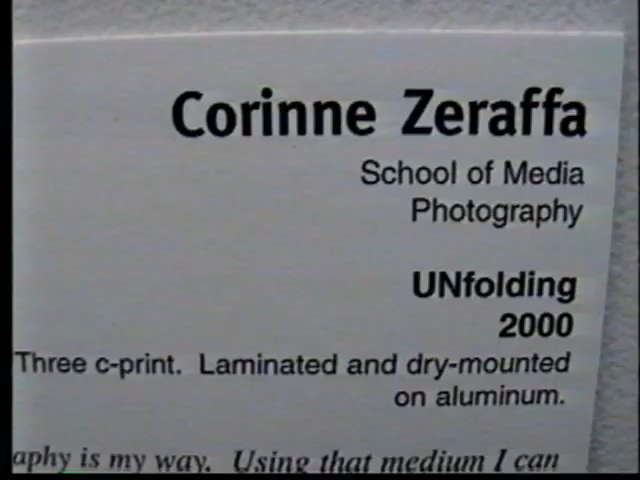 Corinne Zeraffa
School of Media
Photography
UNfolding
2000
Three c-print. Laminated and dry-mounted
on aluminum.
aphy is my way. Using that medium I can